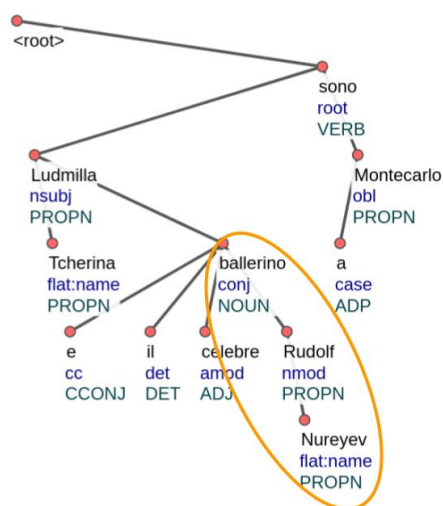 <root>
sono
root
VERB
Ludmilla
nsubj
PROPN
Montecarlo
obl
PROPN
Tcherina
flat:name
PROPN
ballerino
conj
NOUN
a
case
ADP
e
cc
CCONJ
il
det
DET
celebre
amod
ADJ
Rudolf
nmod
PROPN
Nureyev
flat:name
PROPN